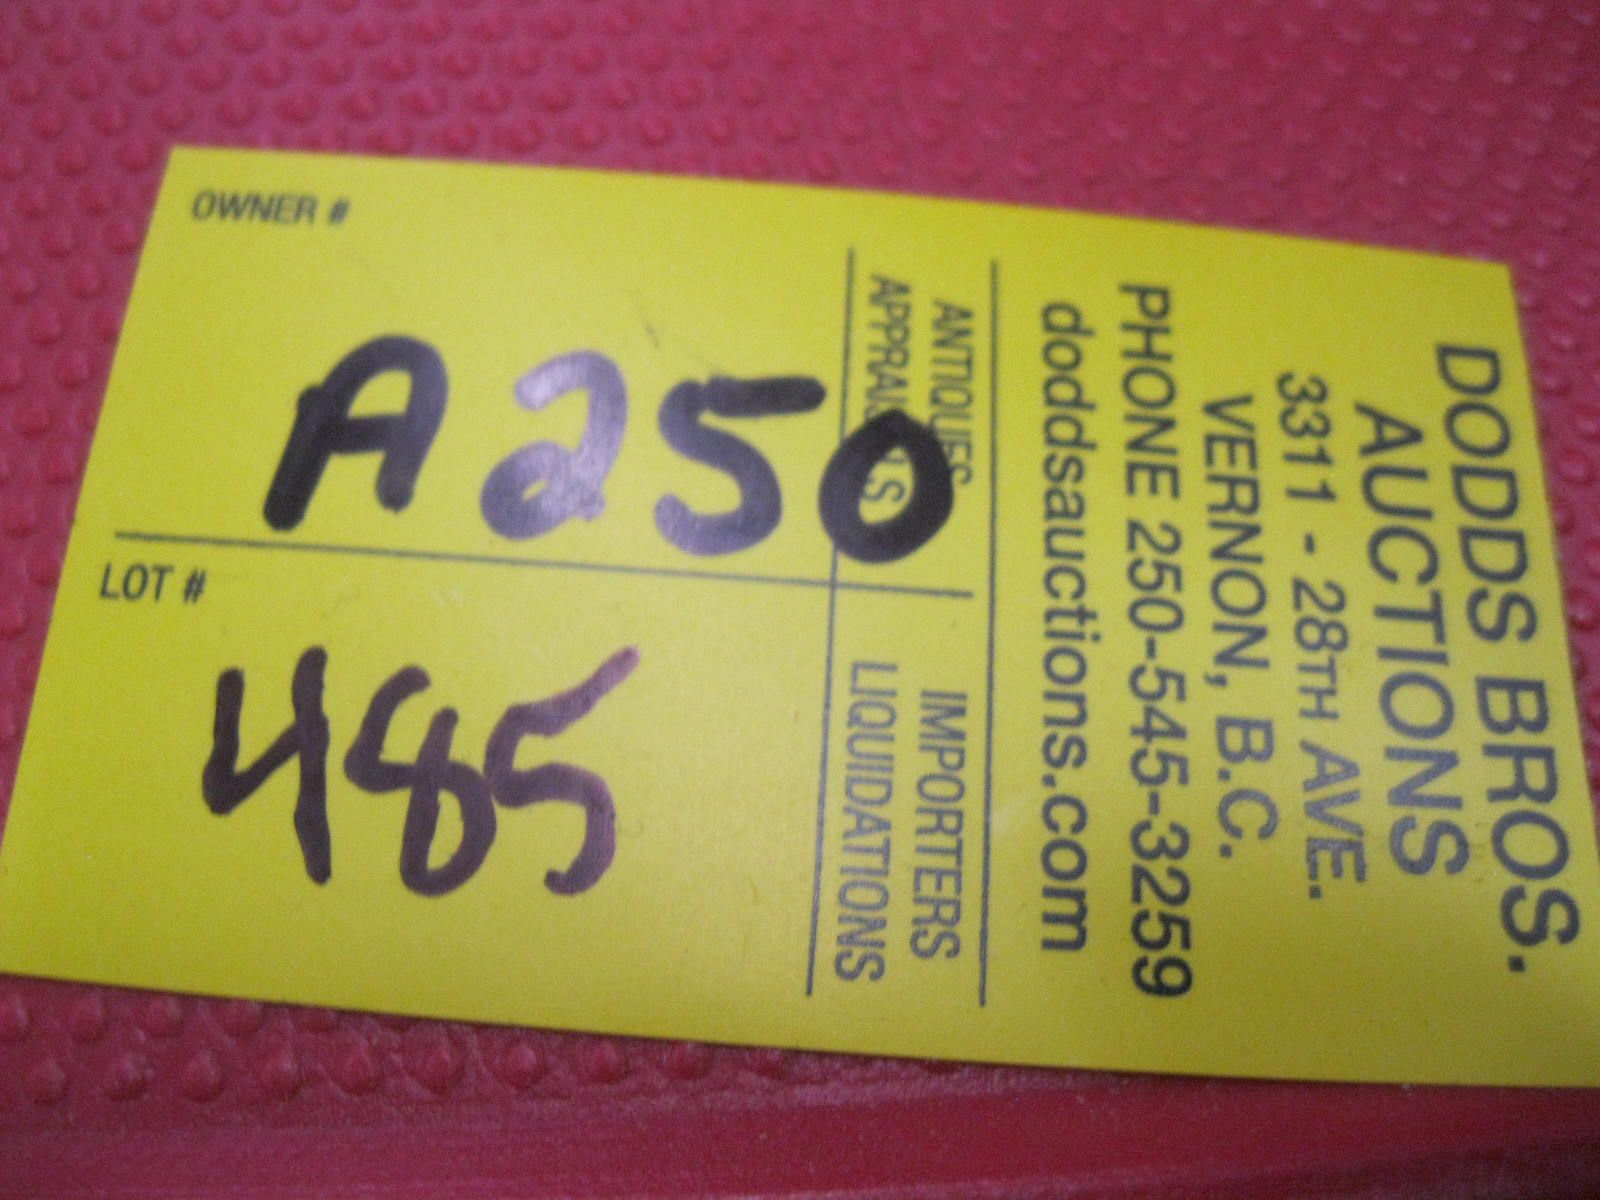 DODDS BROS.
AUCTIONS
3311 - 28TH AVE.
VERNON, B.C.
PHONE 250-545-3259
doddsauctions.com
ANTIQUES
APPRAISALS
IMPORTERS
LIQUIDATIONS
OWNER #
A250
LOT #
485